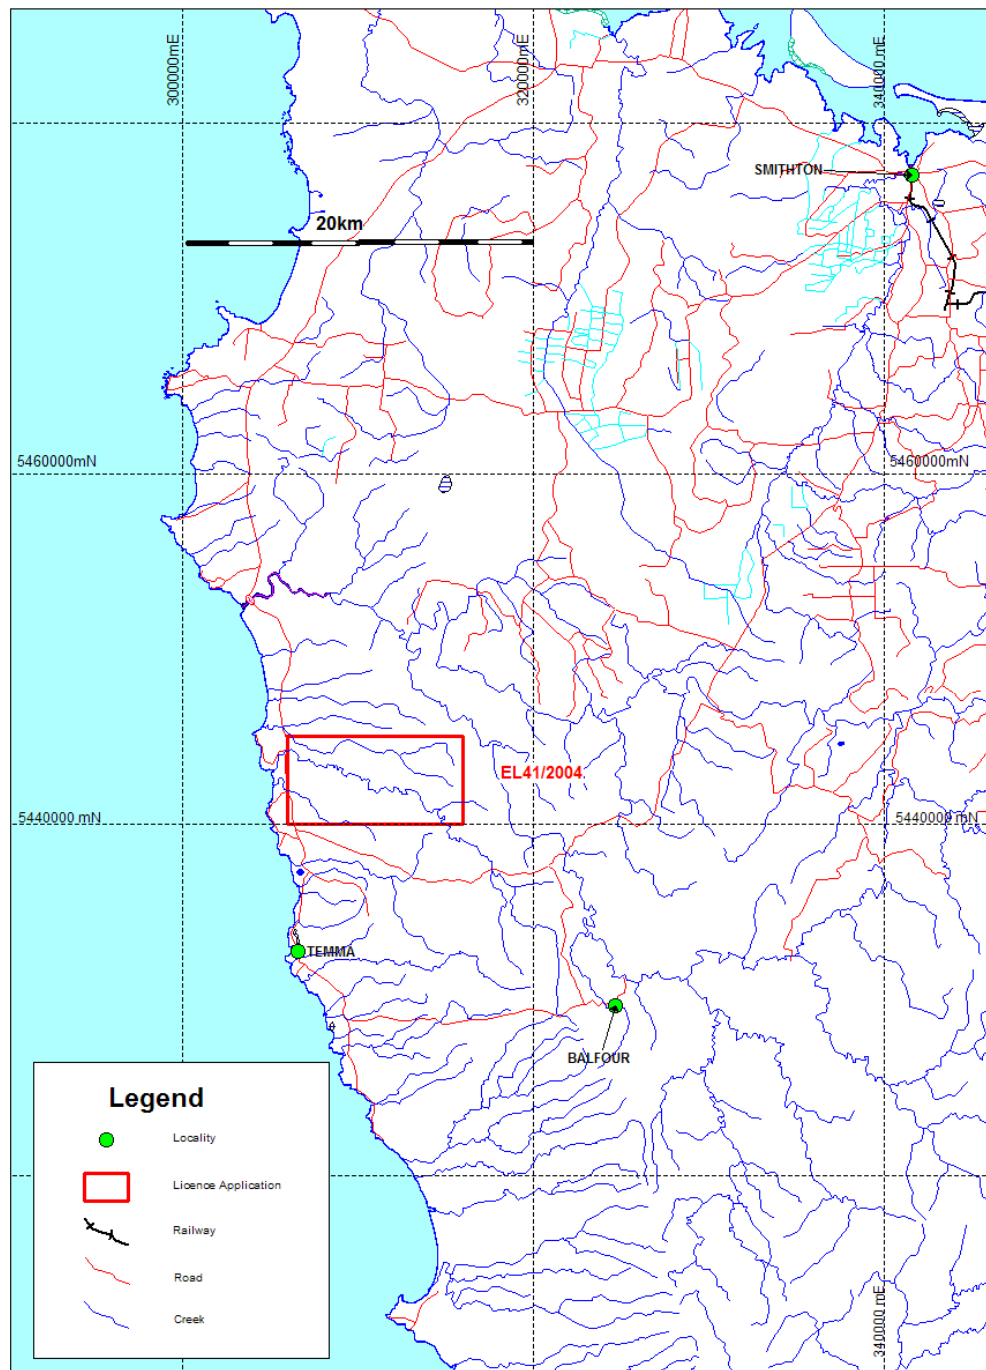 300000mE
320000mE
340000 mE
SMITHTON
20km
5460000mN
5460000mN
EL41/2004
5440000 mN
5440000 mN
TEMMA
BALFOUR
Legend
Locality
Licence Application
Railway
Road
Creek
340000 mE